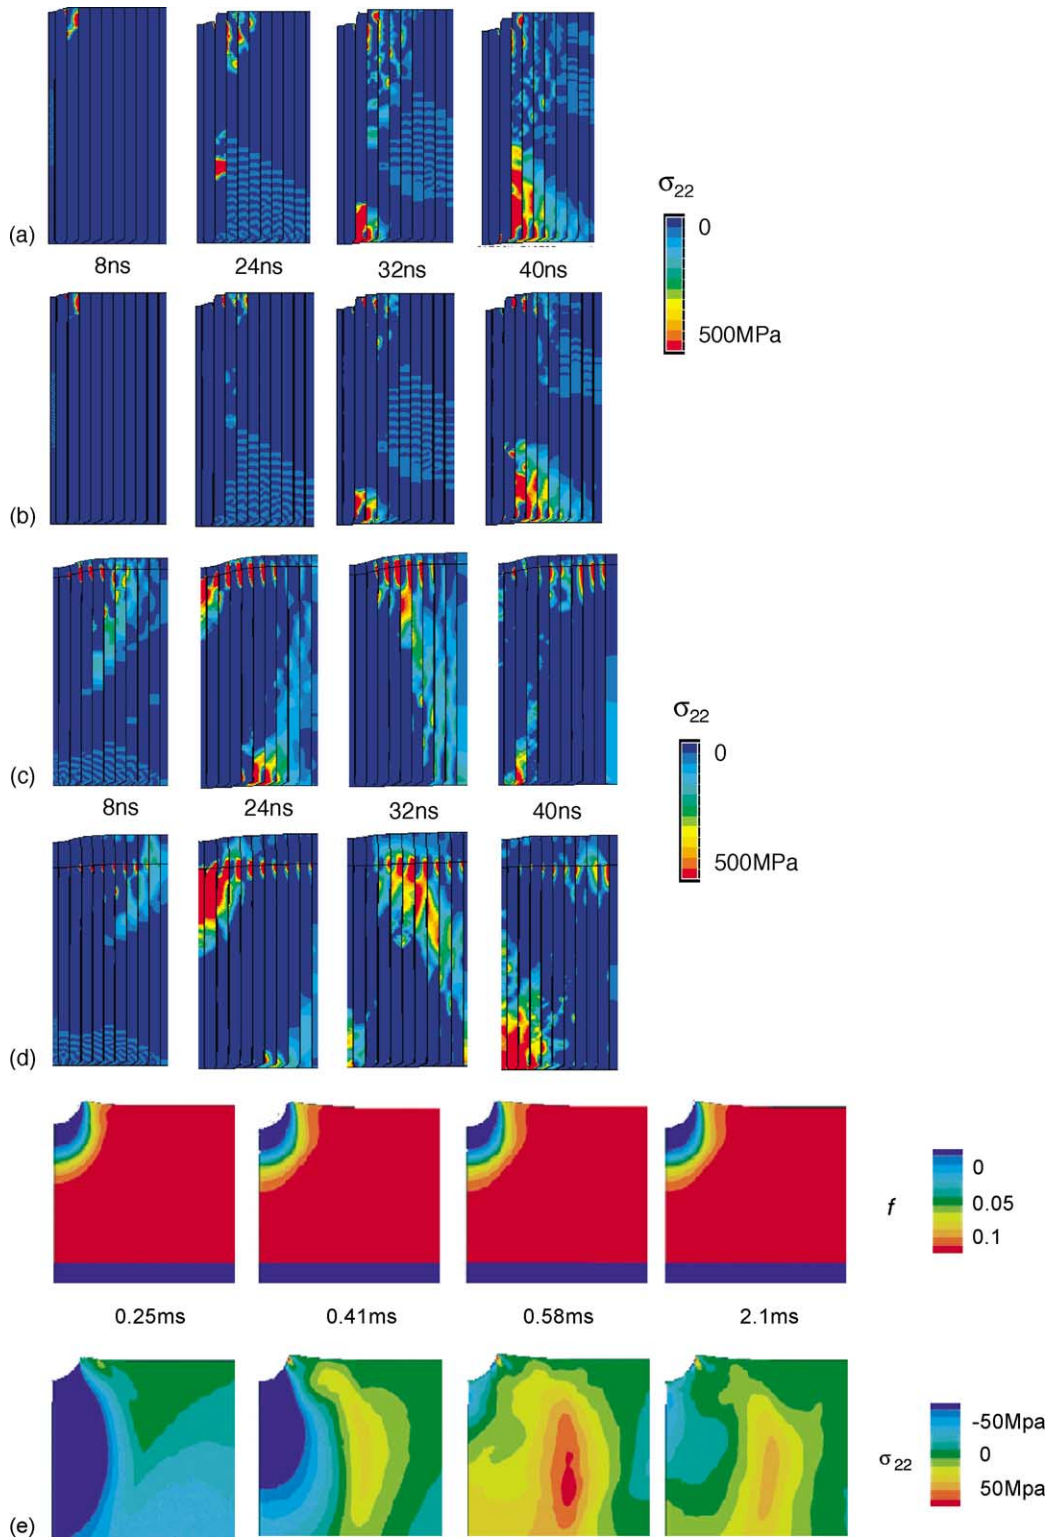 (a)
σ22
0
500MPa
8ns 24ns 32ns 40ns
(b)
(c)
σ22
0
500MPa
8ns 24ns 32ns 40ns
(d)
f
0
0.05
0.1
0.25ms 0.41ms 0.58ms 2.1ms
(e)
σ22
-50Mpa
0
50Mpa